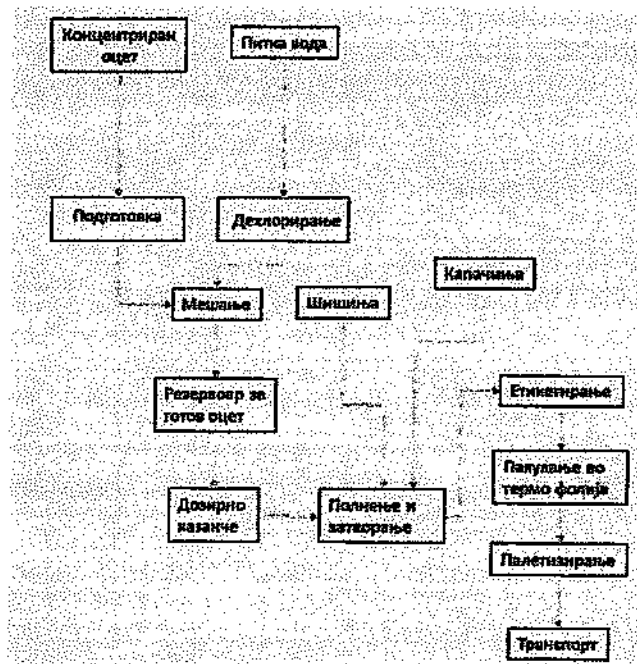 Концентриран
оцет
Питка вода
Подготовка
Дехлорирање
Капачиња
Мешање
Шишиња
Резервоар за
готов оцет
Етикетирање
Пакување во
термо фолија
Дозирно
казанче
Полнење и
затворање
Палетизирање
Транспорт